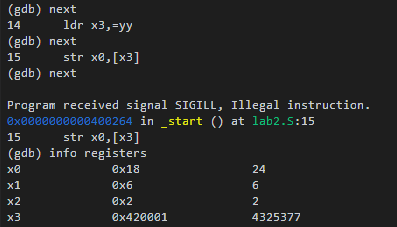 (gdb) next
14 ldr x3,=yy
(gdb) next
15 str x0,[x3]
(gdb) next
Program received signal SIGILL, Illegal instruction.
0x0000000000400264 in _start () at lab2.S:15
15 str x0,[x3]
(gdb) info registers
x0 0x18 24
x1 0x6 6
x2 0x2 2
x3 0x420001 4325377